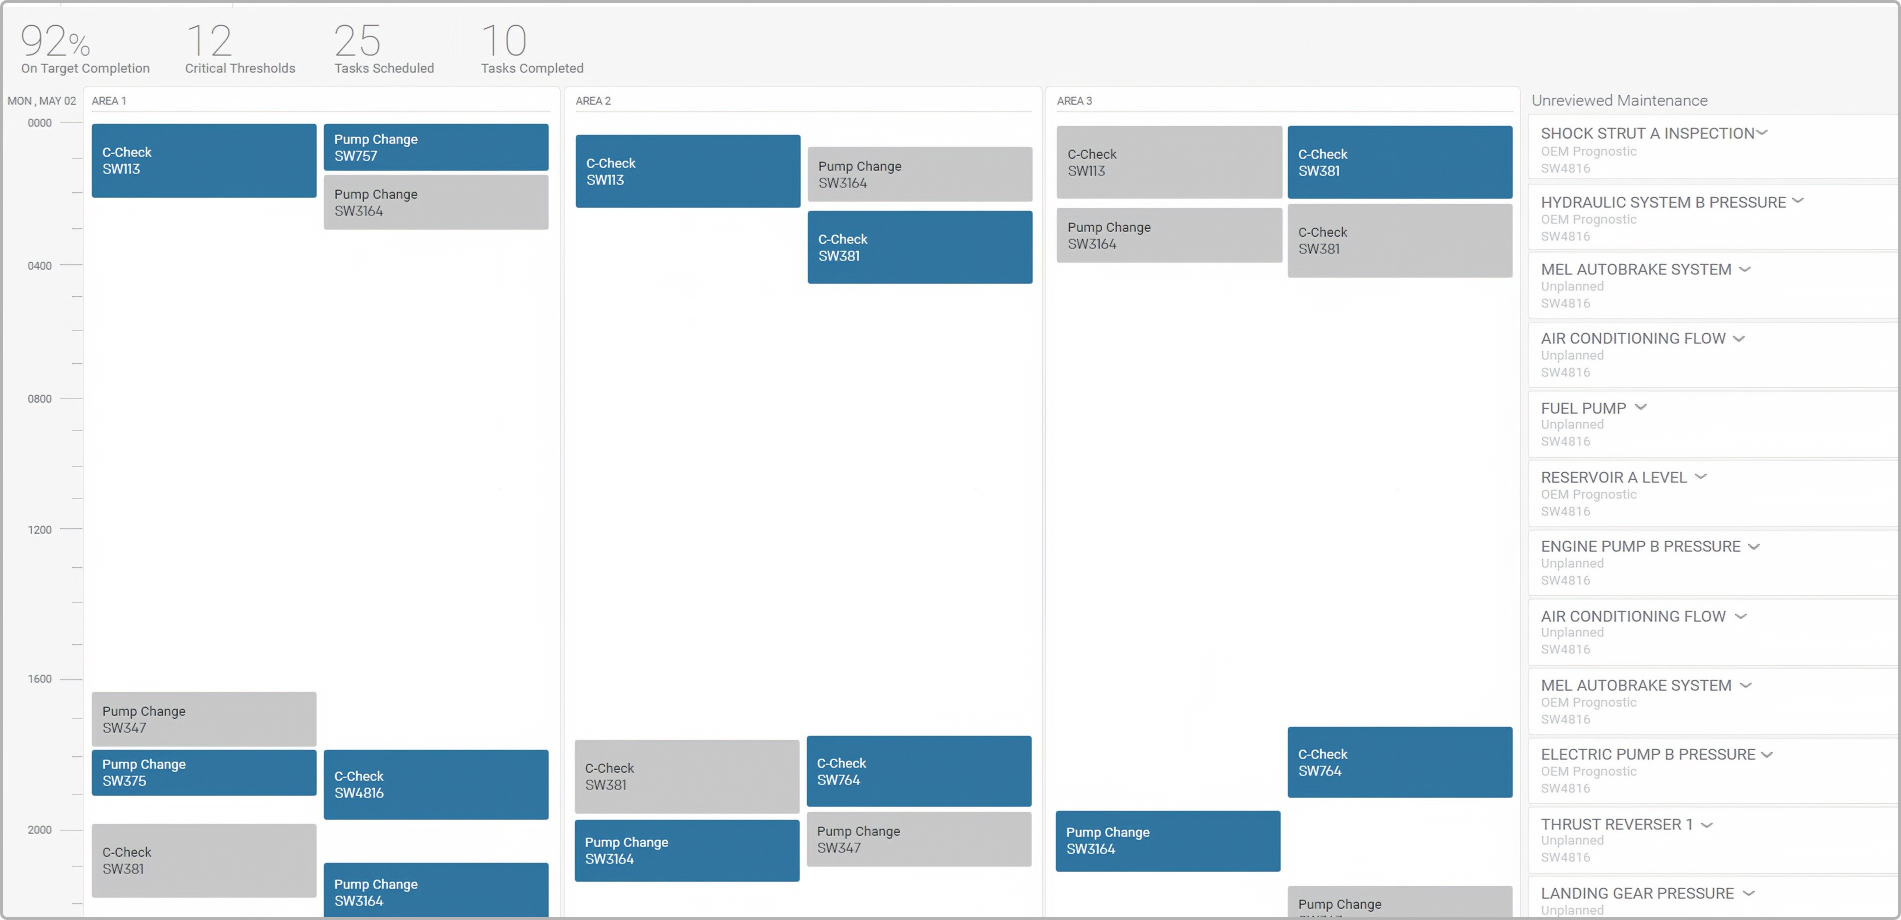 92%
On Target Completion
12
Critical Thresholds
25
Tasks Scheduled
10
Tasks Completed
MON, MAY 02
0000
0400
0800
1200
1600
2000
AREA 1
C-Check
SW113
Pump Change
SW757
Pump Change
SW3164
Pump Change
SW347
Pump Change
SW375
C-Check
SW4816
C-Check
SW381
Pump Change
SW3164
AREA 2
C-Check
SW113
Pump Change
SW3164
C-Check
SW381
C-Check
SW381
C-Check
SW764
Pump Change
SW3164
Pump Change
SW347
AREA 3
C-Check
SW113
C-Check
SW381
Pump Change
SW3164
C-Check
SW381
C-Check
SW764
Pump Change
SW3164
Pump Change
Unreviewed Maintenance
SHOCK STRUT A INSPECTION
OEM Prognostic
SW4816
HYDRAULIC SYSTEM B PRESSURE
OEM Prognostic
SW4816
MEL AUTOBRAKE SYSTEM
Unplanned
SW4816
AIR CONDITIONING FLOW
Unplanned
SW4816
FUEL PUMP
Unplanned
SW4816
RESERVOIR A LEVEL
OEM Prognostic
SW4816
ENGINE PUMP B PRESSURE
Unplanned
SW4816
AIR CONDITIONING FLOW
Unplanned
SW4816
MEL AUTOBRAKE SYSTEM
OEM Prognostic
SW4816
ELECTRIC PUMP B PRESSURE
OEM Prognostic
SW4816
THRUST REVERSER 1
Unplanned
SW4816
LANDING GEAR PRESSURE
Unplanned